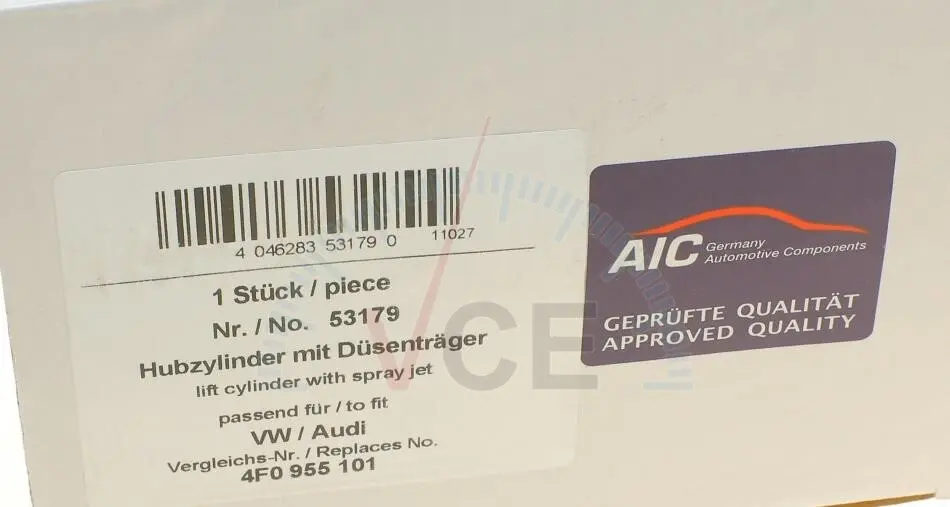 4 046283 53179 0 11027
1 Stück / piece
Nr. / No. 53179
Hubzylinder mit Düsenträger
lift cylinder with spray jet
passend für / to fit
VW / Audi
Vergleichs-Nr. / Replaces No.
4F0 955 101
AIC Germany
Automotive Components
GEPRÜFTE QUALITÄT
APPROVED QUALITY
VCE